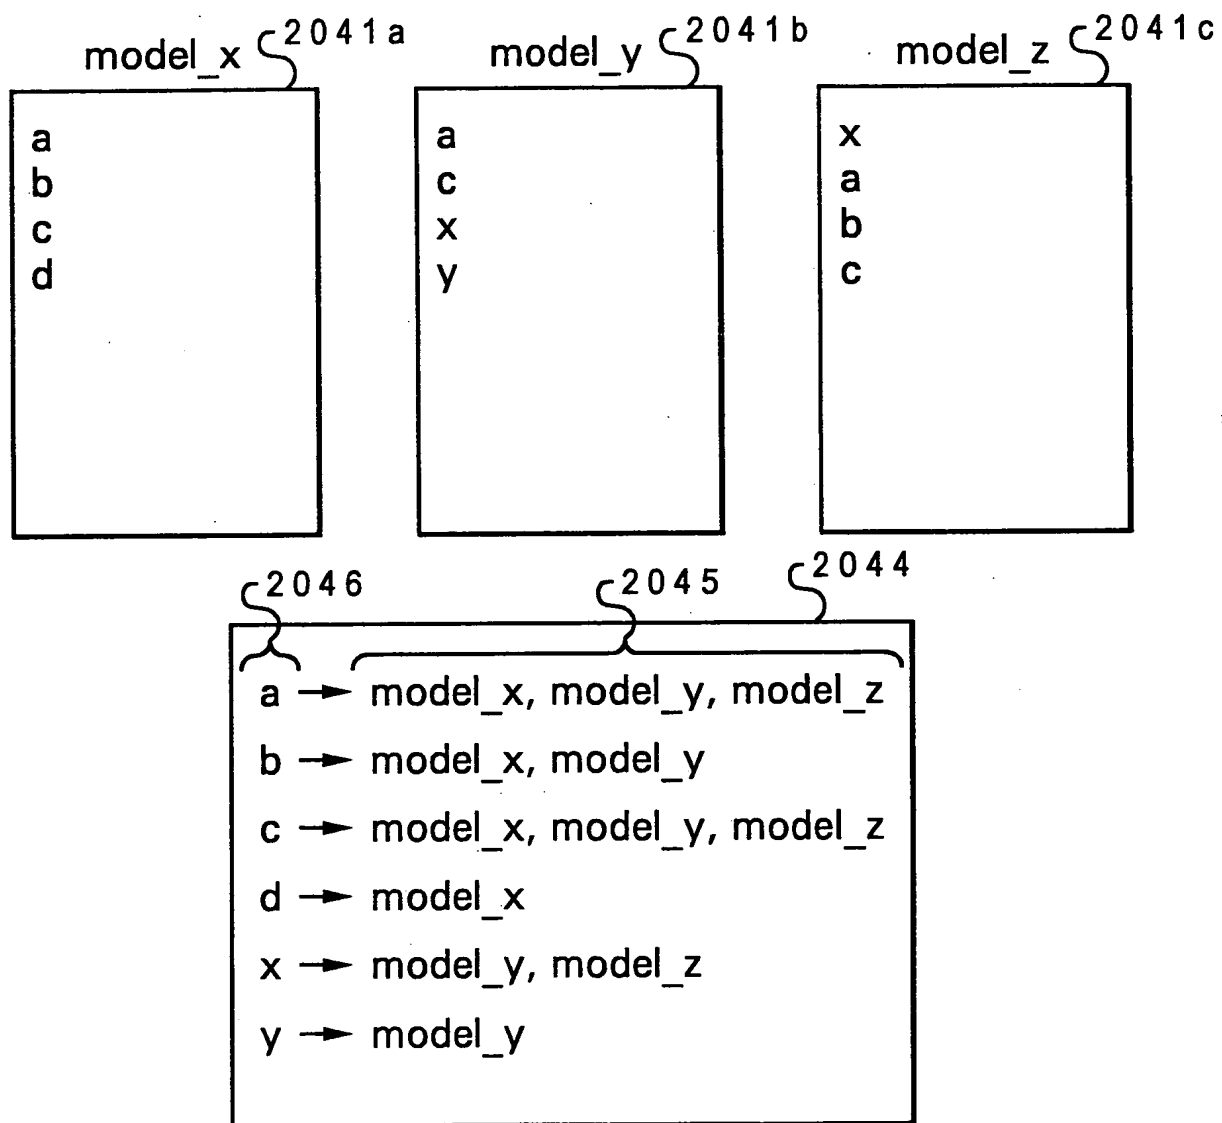 model_x 2041a
a
b
c
d
model_y 2041b
a
c
x
y
model_z 2041c
x
a
b
c
2046 2045 2044
a → model_x, model_y, model_z
b → model_x, model_y
c → model_x, model_y, model_z
d → model_x
x → model_y, model_z
y → model_y